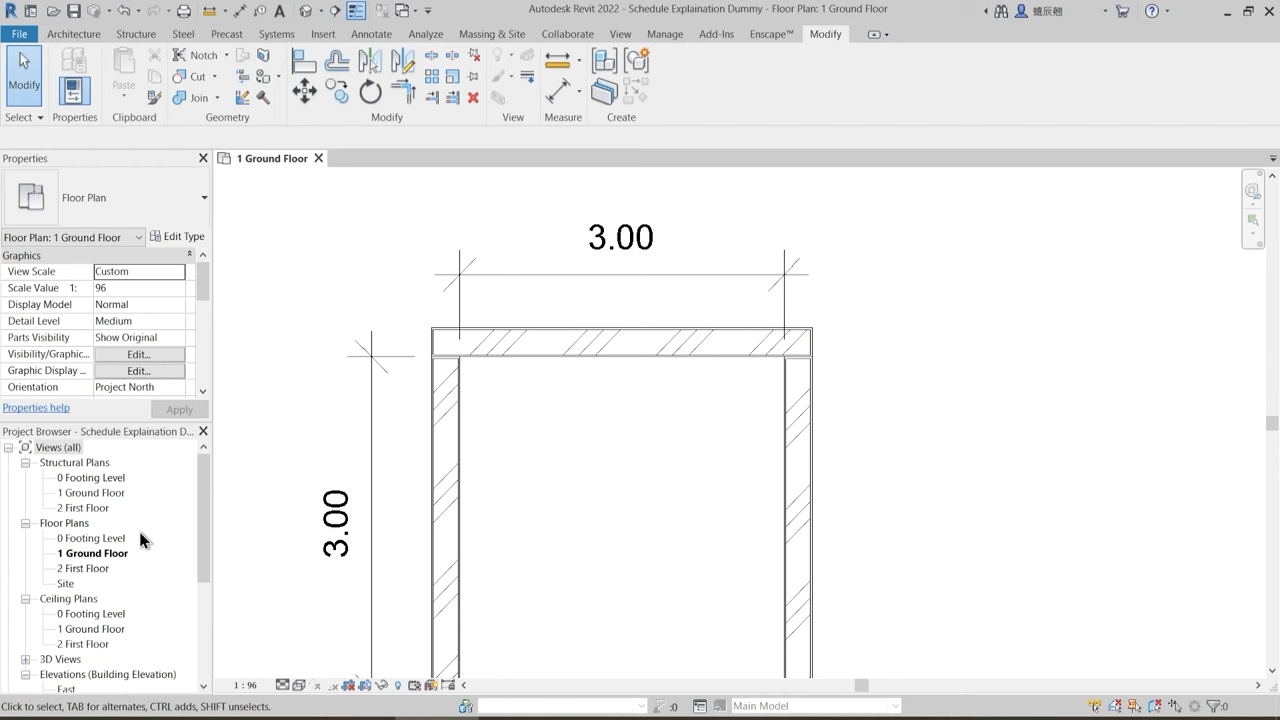 Autodesk Revit 2022 - Schedule Explaination Dummy - Floor Plan: 1 Ground Floor
File Architecture Structure Steel Precast Systems Insert Annotate Analyze Massing & Site Collaborate View Manage Add-Ins Enscape™ Modify
Modify Paste Notch Cut Join
Select Properties Clipboard Geometry Modify View Measure Create
Properties
1 Ground Floor
Floor Plan
Floor Plan: 1 Ground Floor Edit Type
Graphics
View Scale Custom
Scale Value 1: 96
Display Model Normal
Detail Level Medium
Parts Visibility Show Original
Visibility/Graphic... Edit...
Graphic Display ... Edit...
Orientation Project North
Properties help Apply
Project Browser - Schedule Explaination D...
Views (all)
Structural Plans
0 Footing Level
1 Ground Floor
2 First Floor
Floor Plans
0 Footing Level
1 Ground Floor
2 First Floor
Site
Ceiling Plans
0 Footing Level
1 Ground Floor
2 First Floor
3D Views
Elevations (Building Elevation)
East
3.00
3.00
1 : 96
Click to select, TAB for alternates, CTRL adds, SHIFT unselects.
:0
Main Model
:0